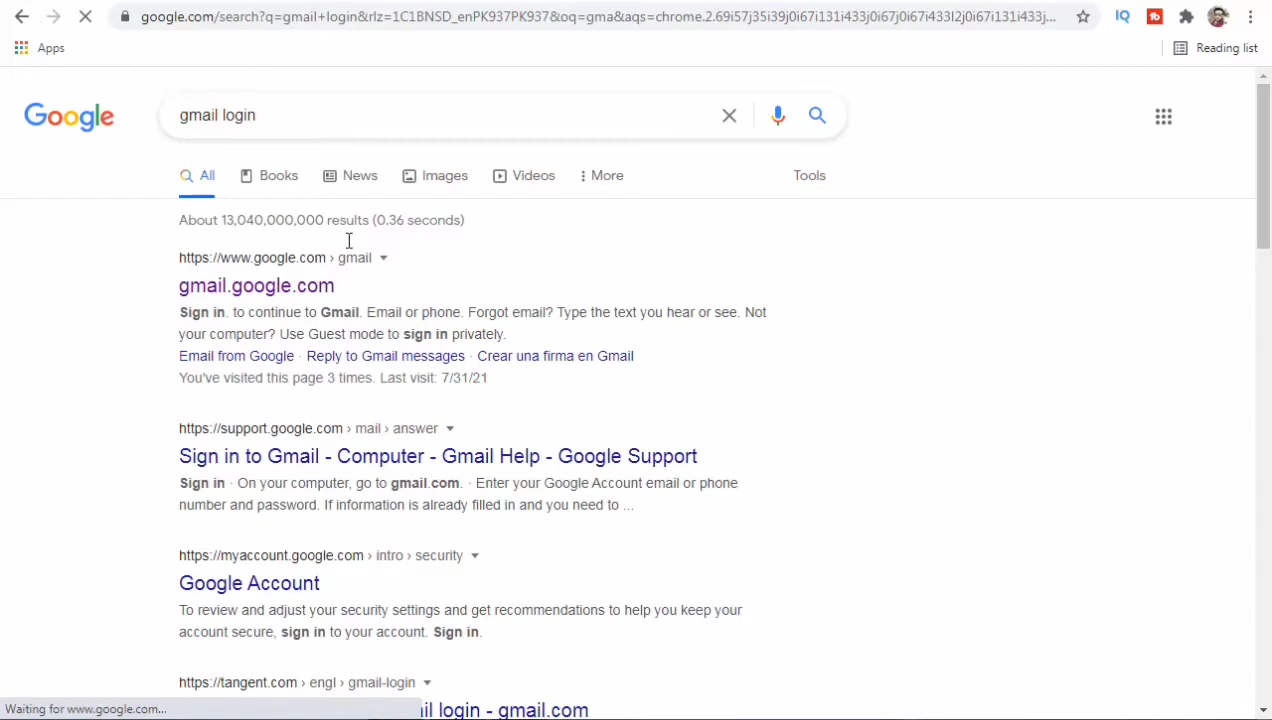 google.com/search?q=gmail+login&rlz=1C1BNSD_enPK937PK937&oq=gma&aqs=chrome.2.69i57j35i39j0i67i131i433j0i67j0i67i433l2j0i67i131i433j...
IQ
Apps
Reading list
Google
gmail login
All
Books
News
Images
Videos
More
Tools
About 13,040,000,000 results (0.36 seconds)
https://www.google.com › gmail
gmail.google.com
Sign in. to continue to Gmail. Email or phone. Forgot email? Type the text you hear or see. Not
your computer? Use Guest mode to sign in privately.
Email from Google · Reply to Gmail messages · Crear una firma en Gmail
You've visited this page 3 times. Last visit: 7/31/21
https://support.google.com › mail › answer
Sign in to Gmail - Computer - Gmail Help - Google Support
Sign in · On your computer, go to gmail.com. · Enter your Google Account email or phone
number and password. If information is already filled in and you need to ...
https://myaccount.google.com › intro › security
Google Account
To review and adjust your security settings and get recommendations to help you keep your
account secure, sign in to your account. Sign in.
https://tangent.com › engl › gmail-login
Waiting for www.google.com...
il login - gmail.com